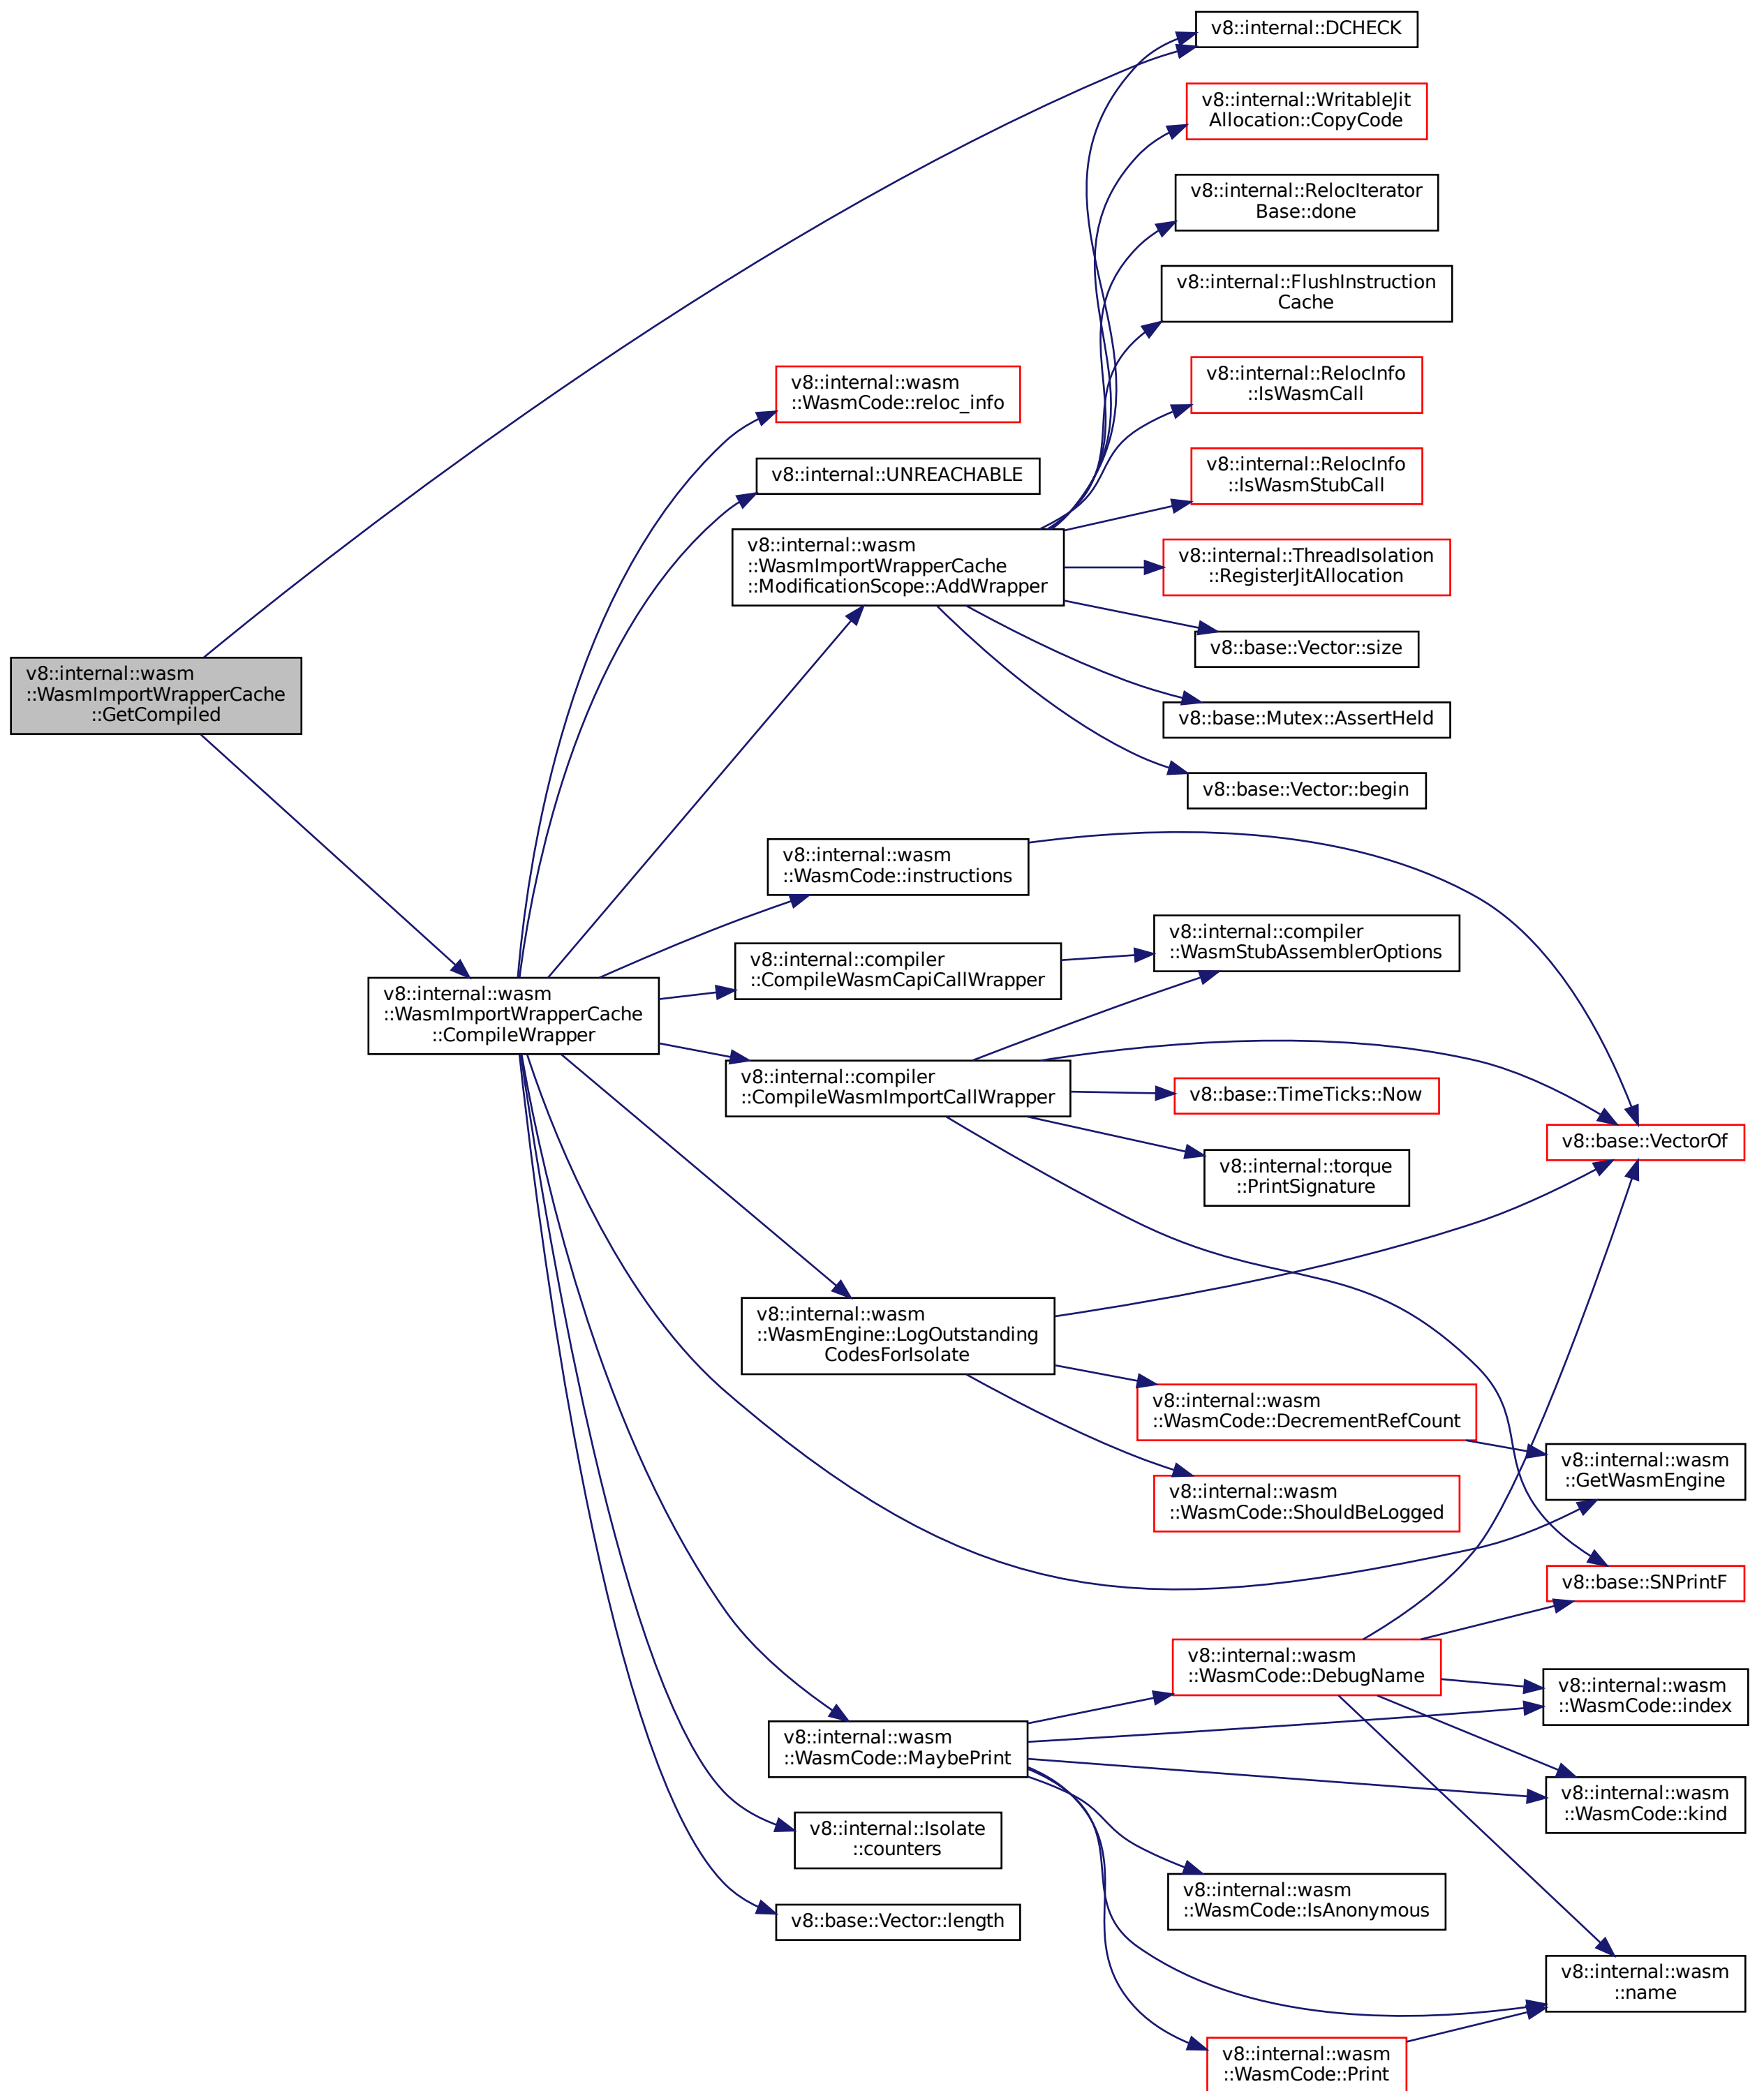 v8::internal::DCHECK
v8::internal::WritableJit
Allocation::CopyCode
v8::internal::RelocIterator
Base::done
v8::internal::FlushInstruction
Cache
v8::internal::RelocInfo
::IsWasmCall
v8::internal::wasm
::WasmCode::reloc_info
v8::internal::RelocInfo
::IsWasmStubCall
v8::internal::UNREACHABLE
v8::internal::wasm
::WasmImportWrapperCache
::ModificationScope::AddWrapper
v8::internal::ThreadIsolation
::RegisterJitAllocation
v8::base::Vector::size
v8::internal::wasm
::WasmImportWrapperCache
::GetCompiled
v8::base::Mutex::AssertHeld
v8::base::Vector::begin
v8::internal::wasm
::WasmCode::instructions
v8::internal::compiler
::WasmStubAssemblerOptions
v8::internal::compiler
::CompileWasmCapiCallWrapper
v8::internal::wasm
::WasmImportWrapperCache
::CompileWrapper
v8::internal::compiler
::CompileWasmImportCallWrapper
v8::base::TimeTicks::Now
v8::base::VectorOf
v8::internal::torque
::PrintSignature
v8::internal::wasm
::WasmEngine::LogOutstanding
CodesForIsolate
v8::internal::wasm
::WasmCode::DecrementRefCount
v8::internal::wasm
::GetWasmEngine
v8::internal::wasm
::WasmCode::ShouldBeLogged
v8::base::SNPrintF
v8::internal::wasm
::WasmCode::DebugName
v8::internal::wasm
::WasmCode::index
v8::internal::wasm
::WasmCode::MaybePrint
v8::internal::wasm
::WasmCode::kind
v8::internal::Isolate
::counters
v8::internal::wasm
::WasmCode::IsAnonymous
v8::base::Vector::length
v8::internal::wasm
::name
v8::internal::wasm
::WasmCode::Print